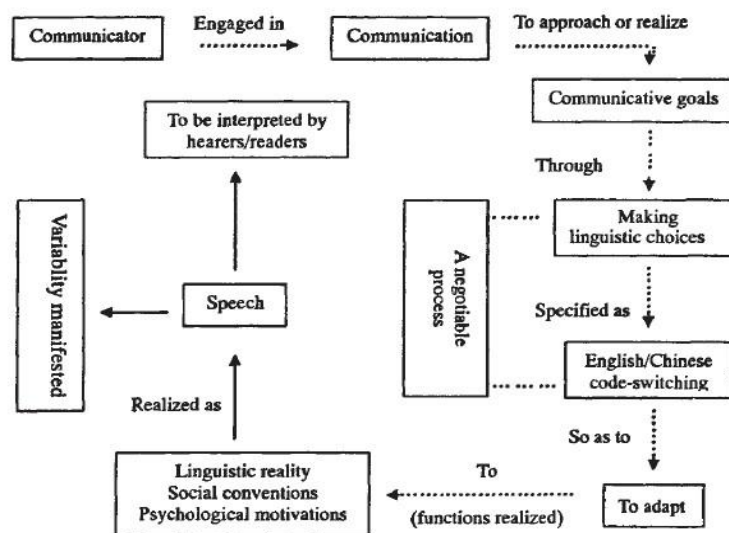 Communicator
Engaged in
Communication
To approach or realize
Communicative goals
Through
Making
linguistic choices
A negotiable
process
Specified as
English/Chinese
code-switching
So as to
To adapt
To
(functions realized)
Linguistic reality
Social conventions
Psychological motivations
Realized as
Speech
Variablity manifested
To be interpreted by
hearers/readers